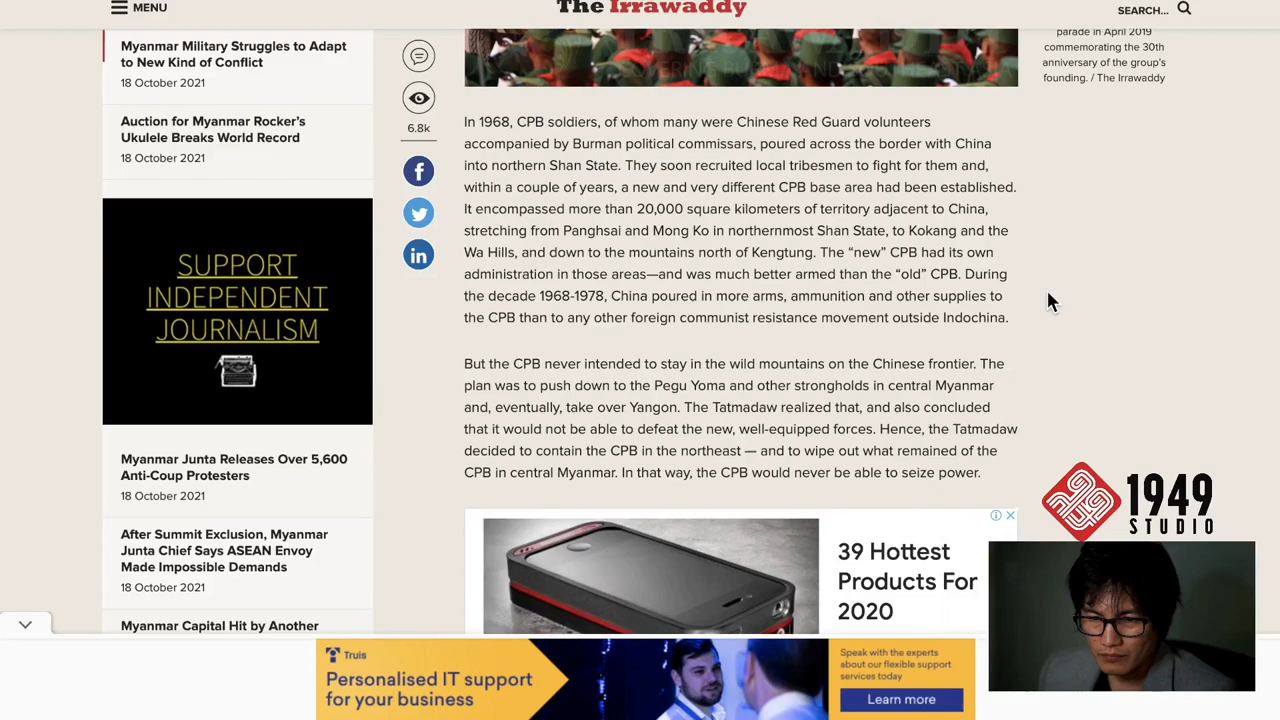 MENU
The Irrawaddy
SEARCH...
Myanmar Military Struggles to Adapt
to New Kind of Conflict
18 October 2021
Auction for Myanmar Rocker's
Ukulele Breaks World Record
18 October 2021
SUPPORT
INDEPENDENT
JOURNALISM
Myanmar Junta Releases Over 5,600
Anti-Coup Protesters
18 October 2021
After Summit Exclusion, Myanmar
Junta Chief Says ASEAN Envoy
Made Impossible Demands
18 October 2021
Myanmar Capital Hit by Another
6.8k
f
in
parade in April 2019
commemorating the 30th
anniversary of the group's
founding. / The Irrawaddy
In 1968, CPB soldiers, of whom many were Chinese Red Guard volunteers
accompanied by Burman political commissars, poured across the border with China
into northern Shan State. They soon recruited local tribesmen to fight for them and,
within a couple of years, a new and very different CPB base area had been established.
It encompassed more than 20,000 square kilometers of territory adjacent to China,
stretching from Panghsai and Mong Ko in northernmost Shan State, to Kokang and the
Wa Hills, and down to the mountains north of Kengtung. The “new” CPB had its own
administration in those areas—and was much better armed than the “old” CPB. During
the decade 1968-1978, China poured in more arms, ammunition and other supplies to
the CPB than to any other foreign communist resistance movement outside Indochina.
But the CPB never intended to stay in the wild mountains on the Chinese frontier. The
plan was to push down to the Pegu Yoma and other strongholds in central Myanmar
and, eventually, take over Yangon. The Tatmadaw realized that, and also concluded
that it would not be able to defeat the new, well-equipped forces. Hence, the Tatmadaw
decided to contain the CPB in the northeast — and to wipe out what remained of the
CPB in central Myanmar. In that way, the CPB would never be able to seize power.
39 Hottest
Products For
2020
1949
STUDIO
Truis
Personalised IT support
for your business
Speak with the experts
about our flexible support
services today
Learn more